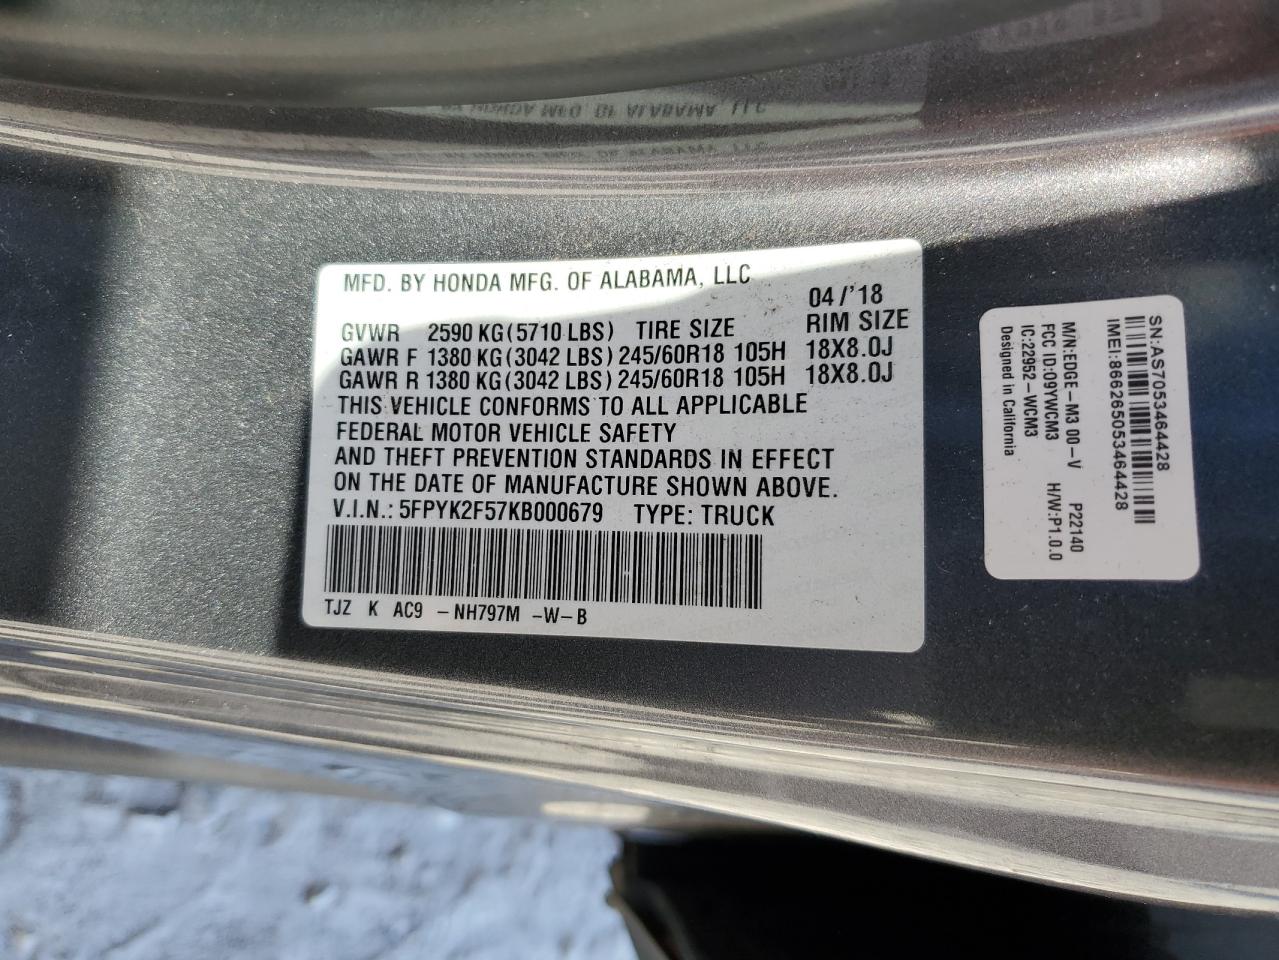 MFD. BY HONDA MFG. OF ALABAMA, LLC
04/'18
GVWR 2590 KG(5710 LBS) TIRE SIZE RIM SIZE
GAWR F 1380 KG(3042 LBS) 245/60R18 105H 18X8.0J
GAWR R 1380 KG(3042 LBS) 245/60R18 105H 18X8.0J
THIS VEHICLE CONFORMS TO ALL APPLICABLE
FEDERAL MOTOR VEHICLE SAFETY
AND THEFT PREVENTION STANDARDS IN EFFECT
ON THE DATE OF MANUFACTURE SHOWN ABOVE.
V.I.N.: 5FPYK2F57KB000679 TYPE: TRUCK
TJZ K AC9 -NH797M -W-B
SN:AS7053464428
IMEI:866265053464428
M/N:EDGE-M3 00-V P22140
FCC ID:09YWCM3 H/W:P1.0.0
IC:22952-WCM3
Designed in California